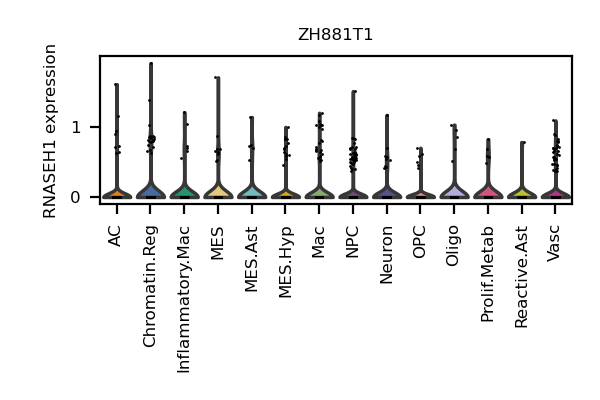 ZH881T1
RNASEH1 expression
1
0
AC
Chromatin.Reg
Inflammatory.Mac
MES
MES.Ast
MES.Hyp
Mac
NPC
Neuron
OPC
Oligo
Prolif.Metab
Reactive.Ast
Vasc